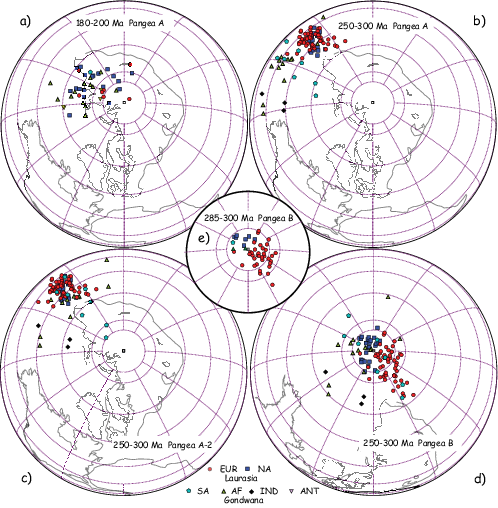 a)
180-200 Ma Pangea A
250-300 Ma Pangea A
b)
285-300 Ma Pangea B
e)
250-300 Ma Pangea A-2
250-300 Ma Pangea B
c)
d)
EUR NA
Laurasia
SA AF IND ANT
Gondwana